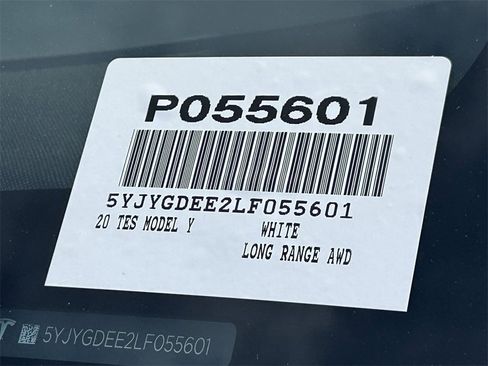 P055601
5YJYGDEE2LF055601
20 TES MODEL Y WHITE
LONG RANGE AWD
5YJYGDEE2LF055601